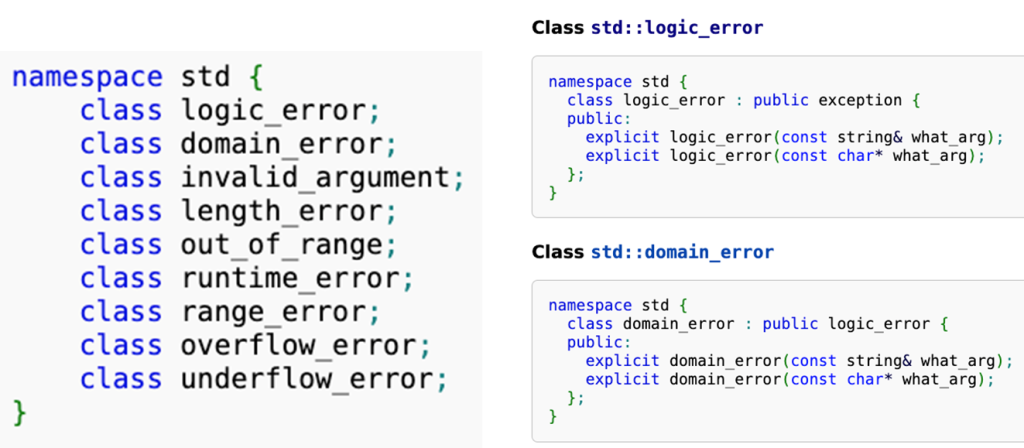 namespace std {
    class logic_error;
    class domain_error;
    class invalid_argument;
    class length_error;
    class out_of_range;
    class runtime_error;
    class range_error;
    class overflow_error;
    class underflow_error;
}
Class std::logic_error
namespace std {
  class logic_error : public exception {
  public:
    explicit logic_error(const string& what_arg);
    explicit logic_error(const char* what_arg);
  };
}
Class std::domain_error
namespace std {
  class domain_error : public logic_error {
  public:
    explicit domain_error(const string& what_arg);
    explicit domain_error(const char* what_arg);
  };
}